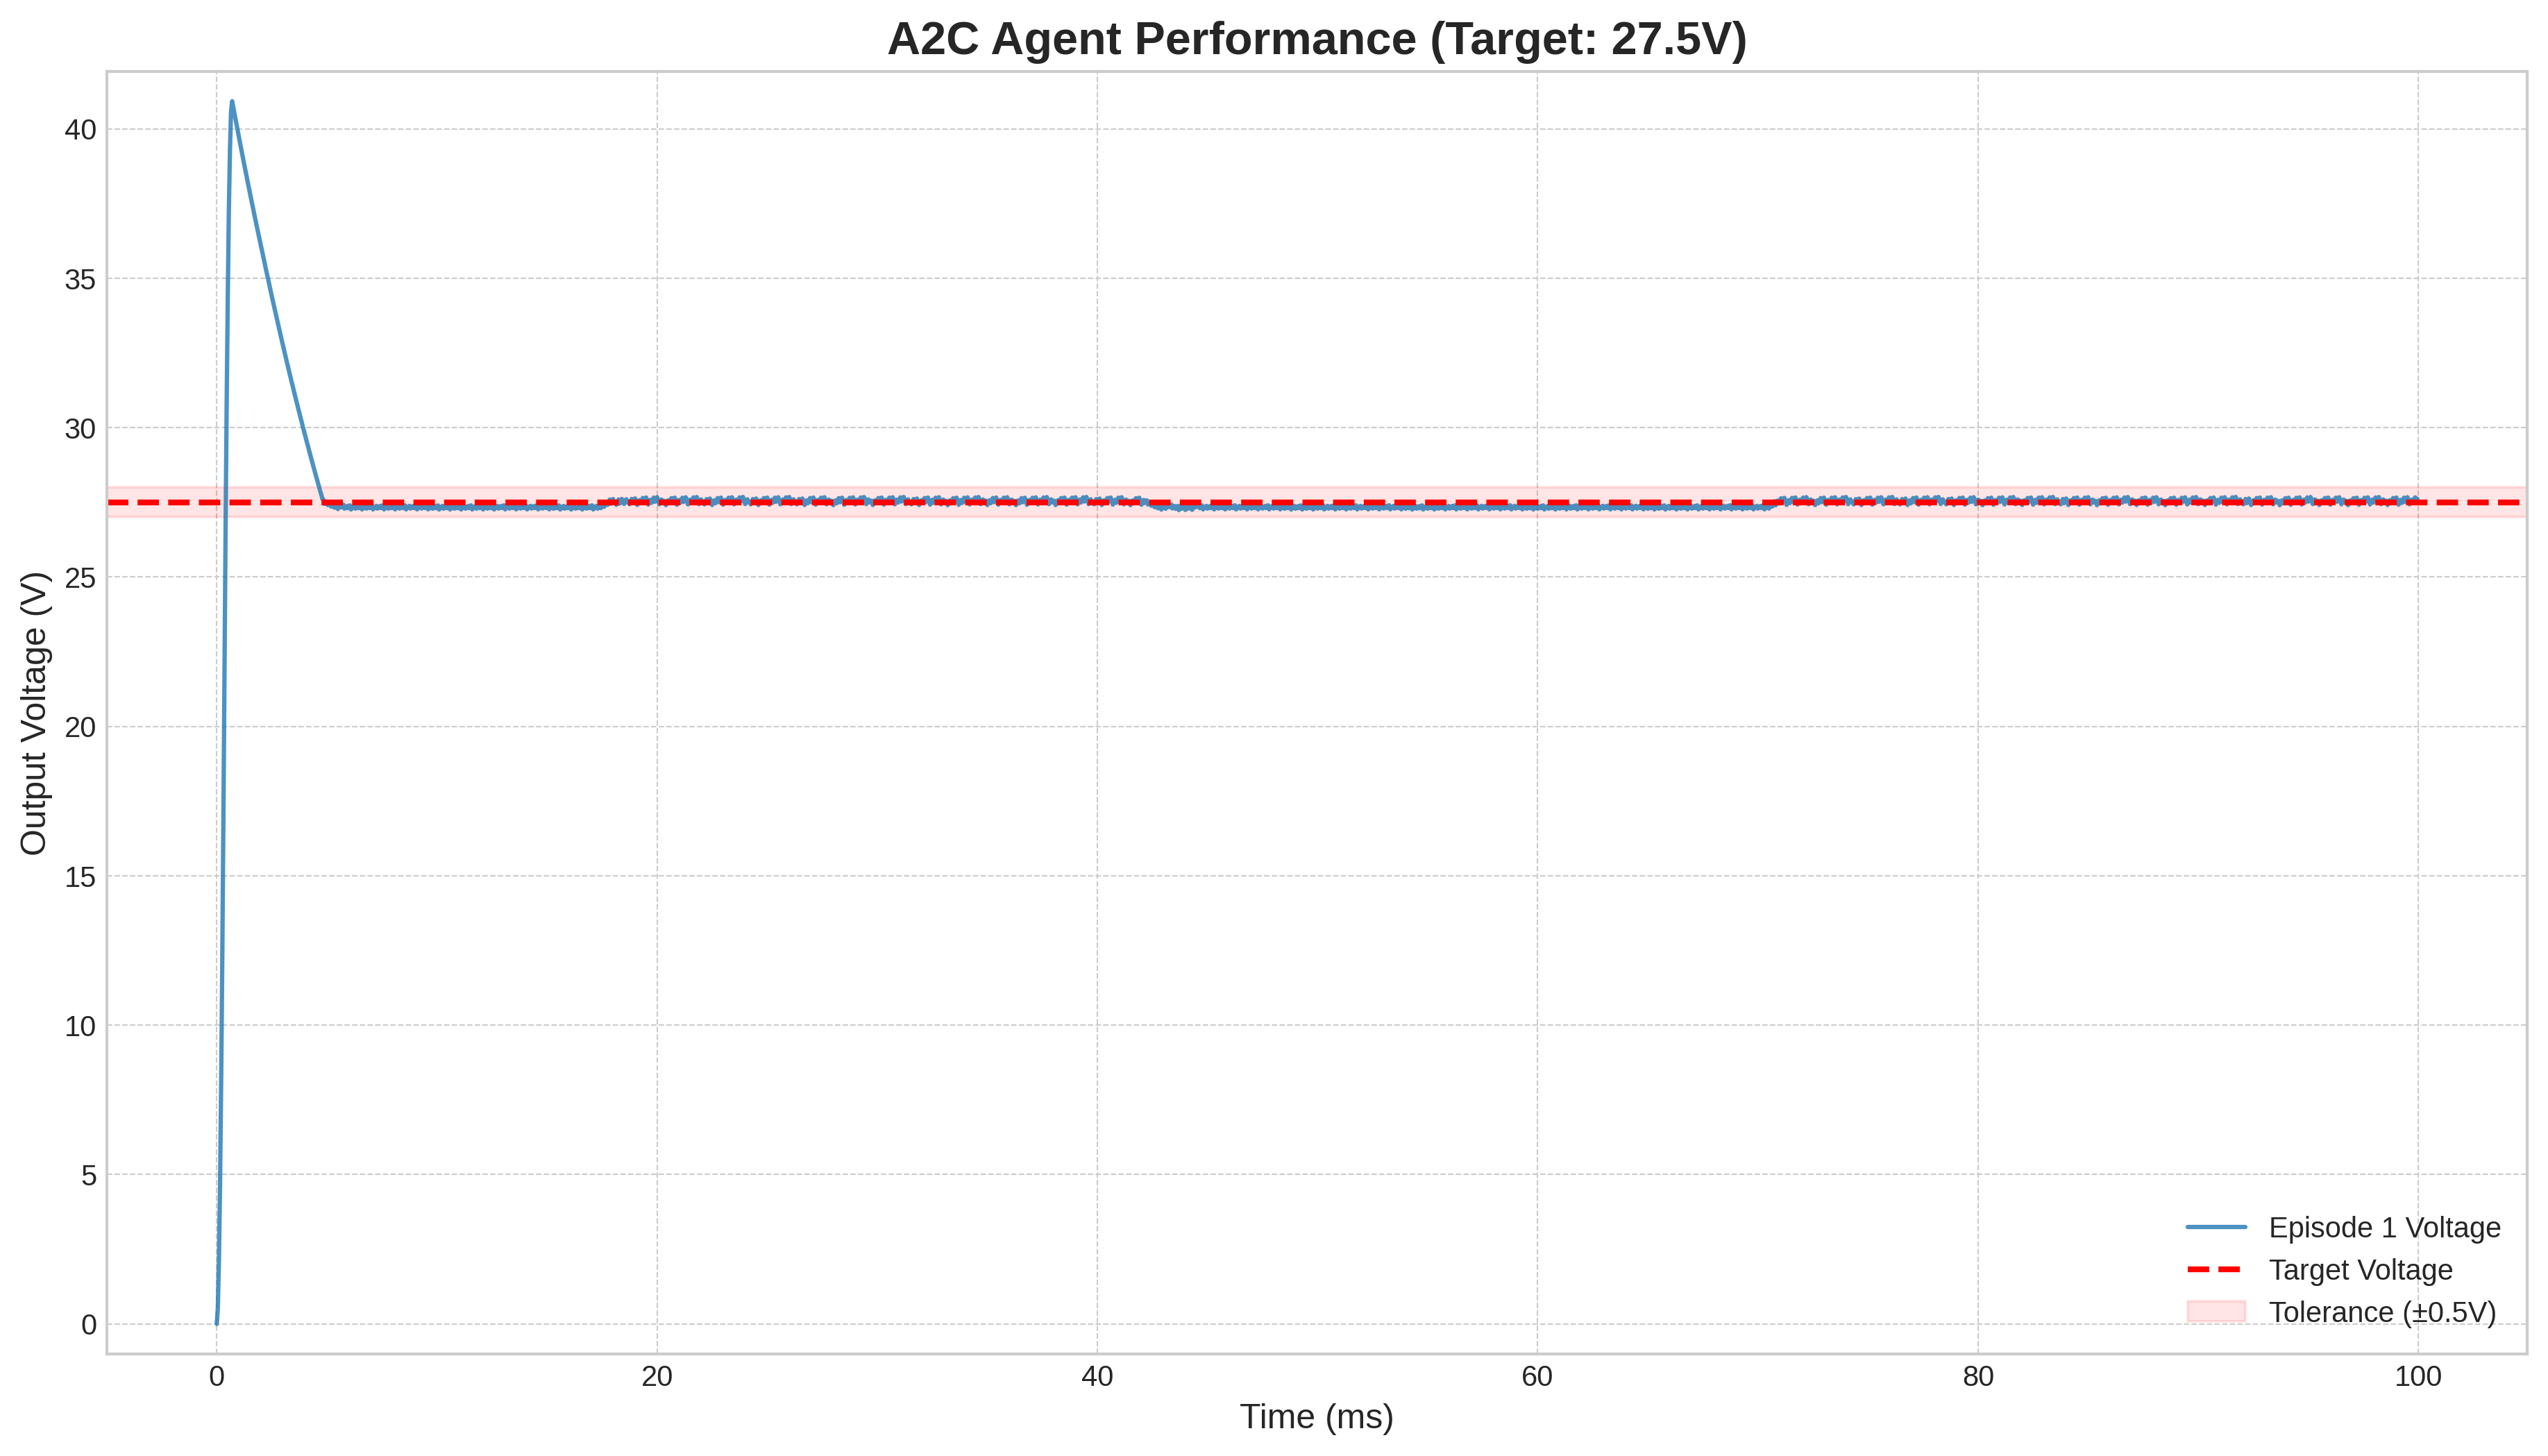 A2C Agent Performance (Target: 27.5V)
Output Voltage (V)
40
35
30
25
20
15
10
5
0
0
20
40
60
80
100
Time (ms)
Episode 1 Voltage
Target Voltage
Tolerance (±0.5V)